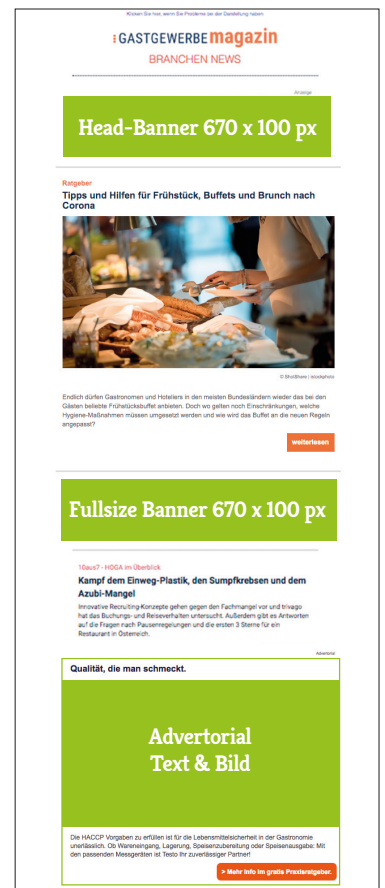 Klicken Sie hier, wenn Sie Probleme bei der Darstellung haben
GASTGEWERBEmagazin
BRANCHEN NEWS
Anzeige
Head-Banner 670 x 100 px
Ratgeber
Tipps und Hilfen für Frühstück, Buffets und Brunch nach
Corona
© ShotShare | istockphoto
Endlich dürfen Gastronomen und Hoteliers in den meisten Bundesländern wieder das bei den
Gästen beliebte Frühstücksbuffet anbieten. Doch wo gelten noch Einschränkungen, welche
Hygiene-Maßnahmen müssen umgesetzt werden und wie wird das Buffet an die neuen Regeln
angepasst?
weiterlesen
Fullsize Banner 670 x 100 px
10aus7 - HOGA im Überblick
Kampf dem Einweg-Plastik, den Sumpfkrebsen und dem
Azubi-Mangel
Innovative Recruiting-Konzepte gehen gegen den Fachmangel vor und trivago
hat das Buchungs- und Reiseverhalten untersucht. Außerdem gibt es Antworten
auf die Fragen nach Pausenregelungen und die ersten 3 Sterne für ein
Restaurant in Österreich.
Advertorial
Qualität, die man schmeckt.
Advertorial
Text & Bild
Die HACCP Vorgaben zu erfüllen ist für die Lebensmittelsicherheit in der Gastronomie
unerlässlich. Ob Wareneingang, Lagerung, Speisenzubereitung oder Speisenausgabe: Mit
den passenden Messgeräten ist Testo Ihr zuverlässiger Partner!
> Mehr Info im gratis Praxisratgeber.